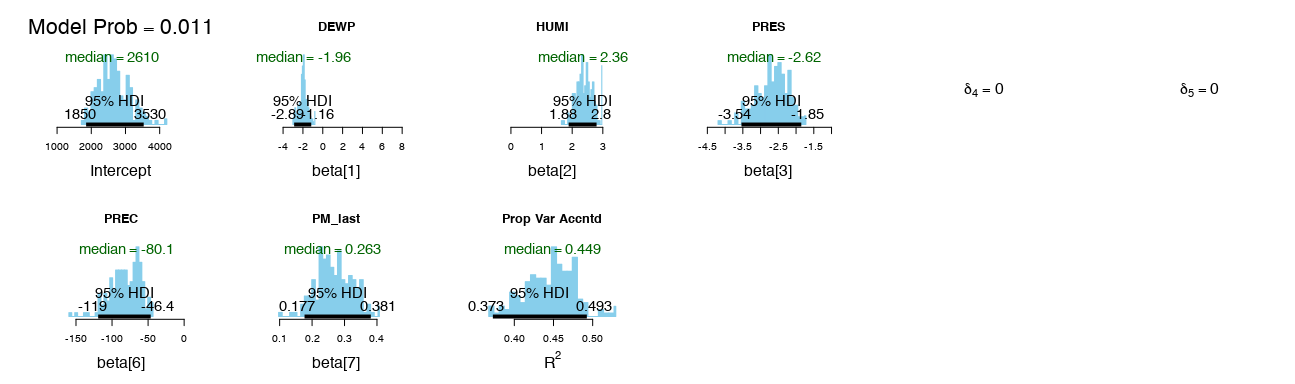 Model Prob = 0.011
median = 2610
95% HDI
1850 3530
1000 2000 3000 4000
Intercept
DEWP
median = -1.96
95% HDI
-2.89 -1.16
-4 -2 0 2 4 6 8
beta[1]
HUMI
median = 2.36
95% HDI
1.88 2.8
0 1 2 3
beta[2]
PRES
median = -2.62
95% HDI
-3.54 -1.85
-4.5 -3.5 -2.5 -1.5
beta[3]
δ4 = 0
δ5 = 0
PREC
median = -80.1
95% HDI
-119 -46.4
-150 -100 -50 0
beta[6]
PM_last
median = 0.263
95% HDI
0.177 0.381
0.1 0.2 0.3 0.4
beta[7]
Prop Var Accntd
median = 0.449
95% HDI
0.373 0.493
0.40 0.45 0.50
R²